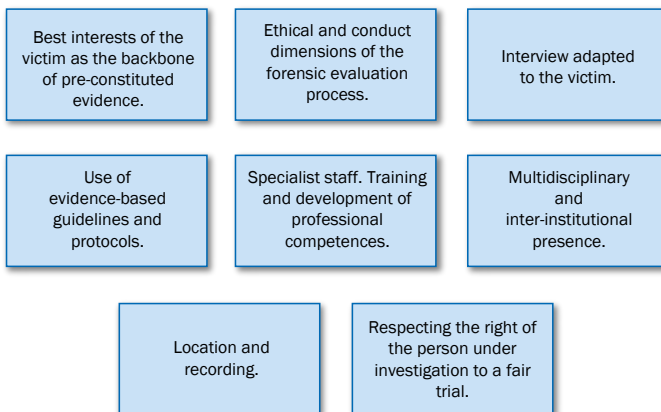 Best interests of the
victim as the backbone
of pre-constituted
evidence.
Ethical and conduct
dimensions of the
forensic evaluation
process.
Interview adapted
to the victim.
Use of
evidence-based
guidelines and
protocols.
Specialist staff. Training
and development of
professional
competences.
Multidisciplinary
and
inter-institutional
presence.
Location and
recording.
Respecting the right of
the person under
investigation to a fair
trial.